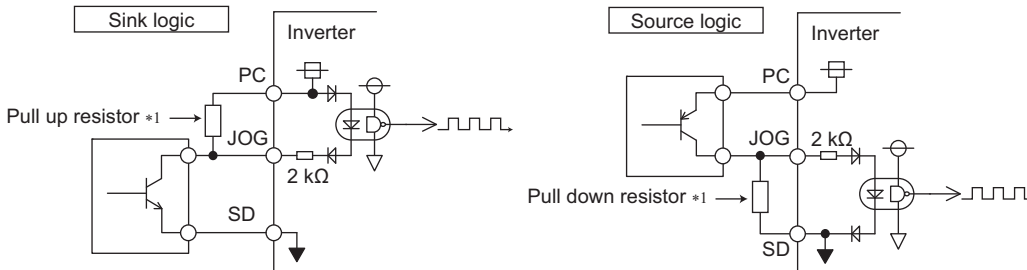 Sink logic
Inverter
PC
Pull up resistor *1
JOG
2 kΩ
SD
Source logic
Inverter
PC
JOG
2 kΩ
Pull down resistor *1
SD